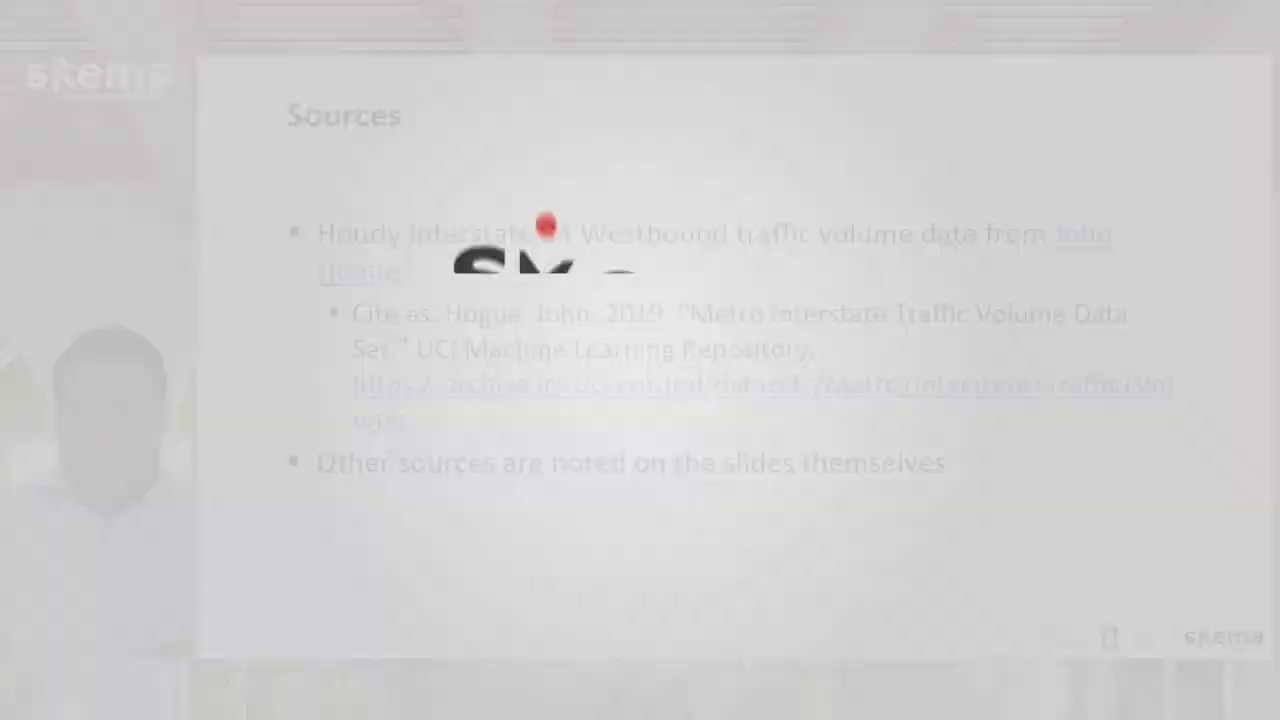 skema
Sources
• Hourly Interstate 94 Westbound traffic volume data from John
Hogue
• Cite as: Hogue, John. 2019. "Metro Interstate Traffic Volume Data
Set." UCI Machine Learning Repository.
• Other sources are noted on the slides themselves
skema